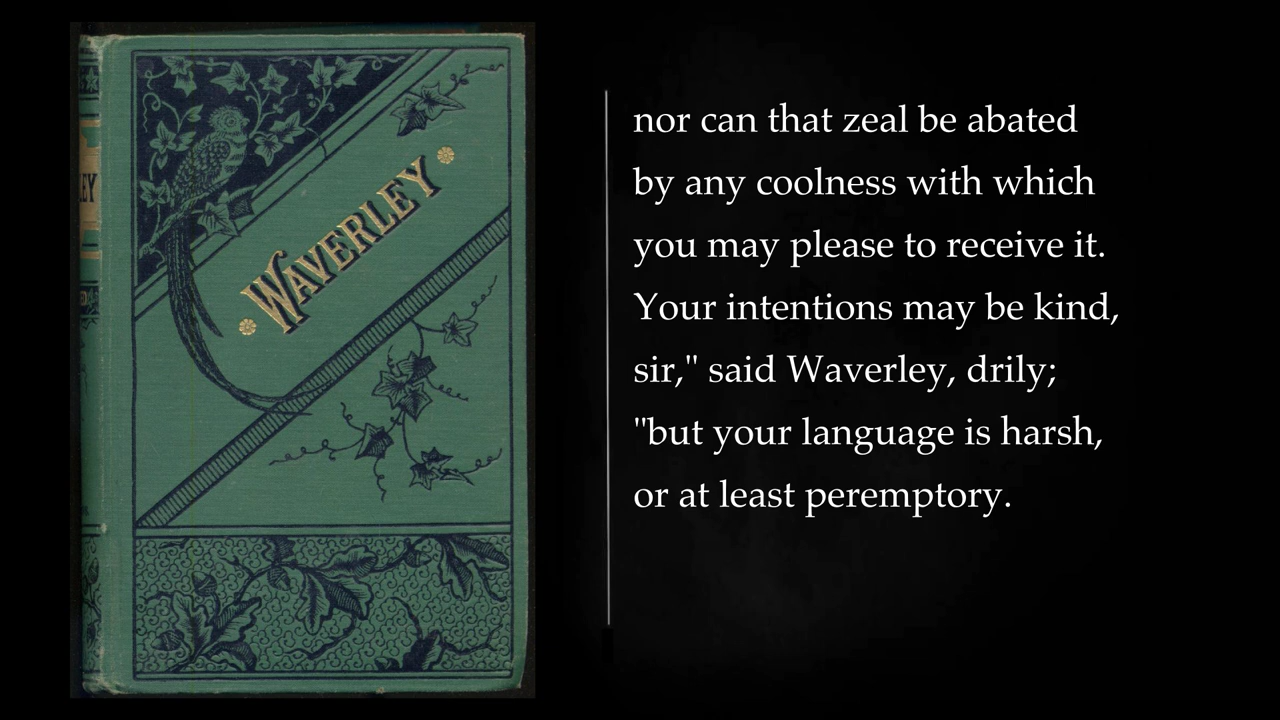 WAVERLEY
LEY
nor can that zeal be abated
by any coolness with which
you may please to receive it.
Your intentions may be kind,
sir," said Waverley, drily;
"but your language is harsh,
or at least peremptory.